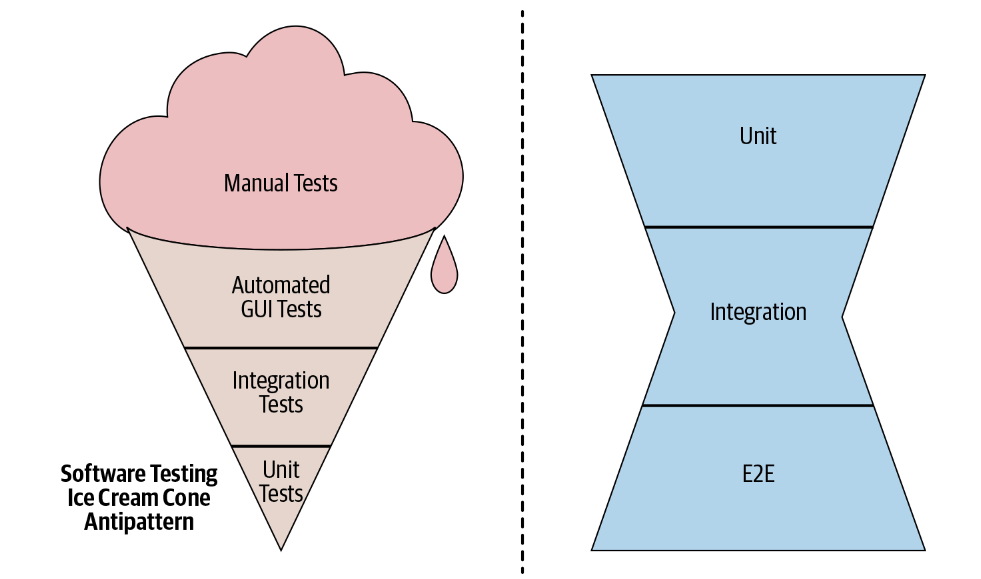 Manual Tests
Automated
GUI Tests
Integration
Tests
Unit
Tests
Software Testing
Ice Cream Cone
Antipattern
Unit
Integration
E2E